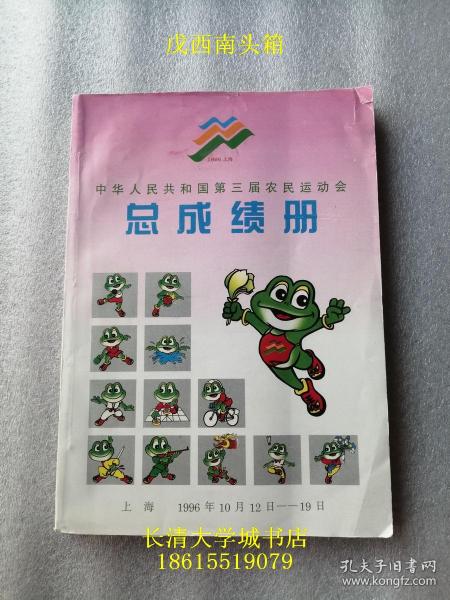 戊西南头箱
1996 上海
中华人民共和国第三届农民运动会
总成绩册
上海 1996年10月12日——19日
长清大学城书店
18615519079
孔夫子旧书网
www.kongfz.com